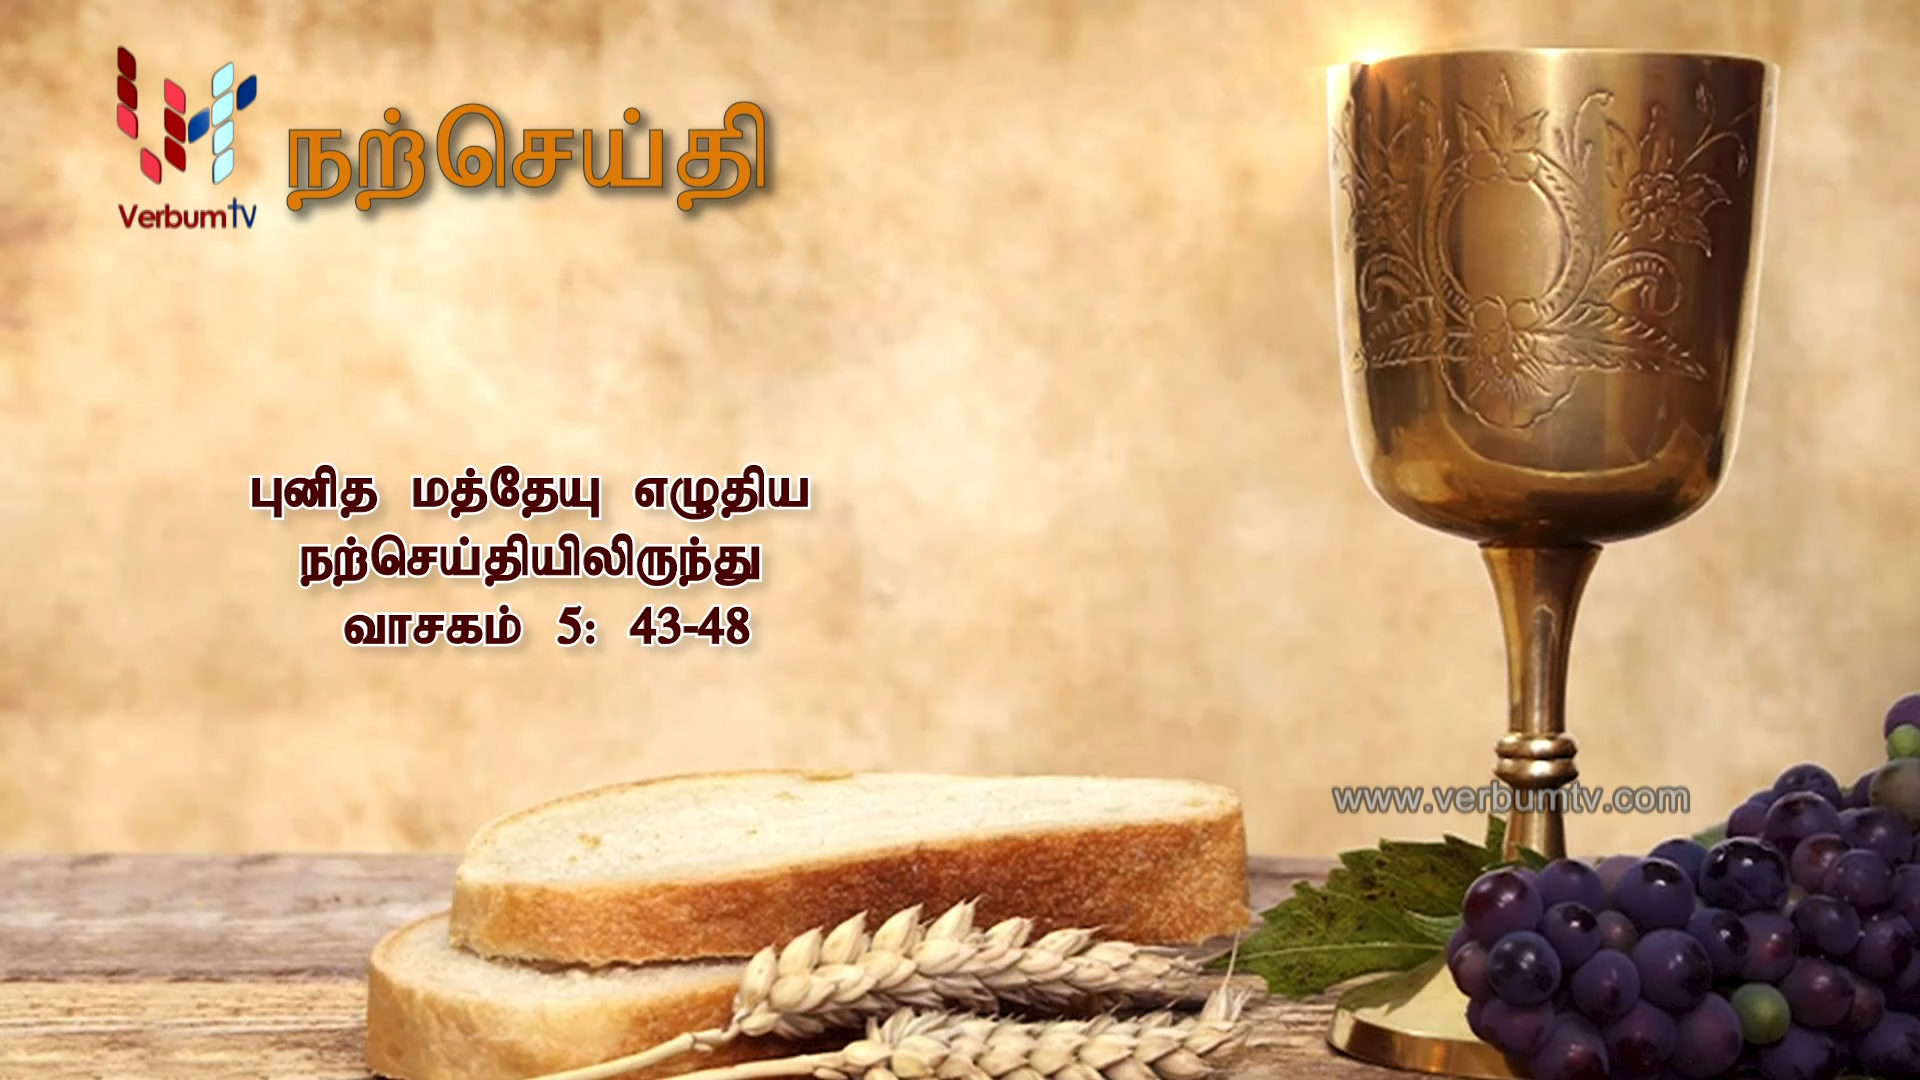 VerbumTV
நற்செய்தி
புனித மத்தேயு எழுதிய
நற்செய்தியிலிருந்து
வாசகம் 5: 43-48
www.verbumtv.com